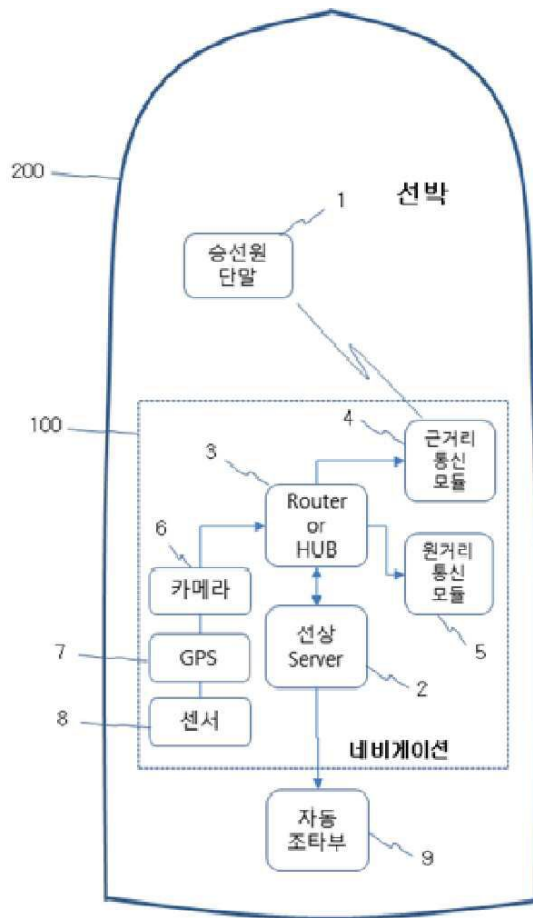 200
선박
1
승선원
단말
100
4
근거리
통신
모듈
3
Router
or
HUB
6
카메라
원거리
통신
모듈
5
7
GPS
선상
Server
2
8
센서
네비게이션
자동
조타부
9